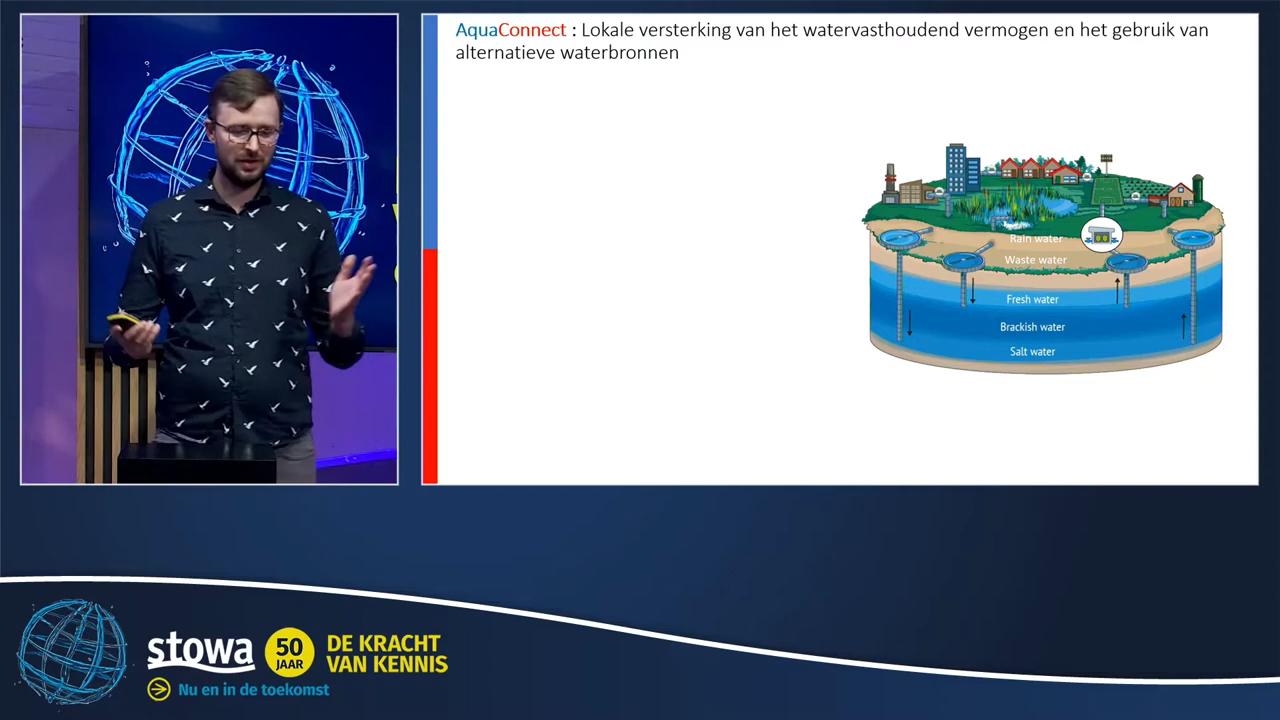 AquaConnect : Lokale versterking van het watervasthoudend vermogen en het gebruik van
alternatieve waterbronnen
Rain water
Waste water
Fresh water
Brackish water
Salt water
stowa
50
JAAR
DE KRACHT
VAN KENNIS
Nu en in de toekomst